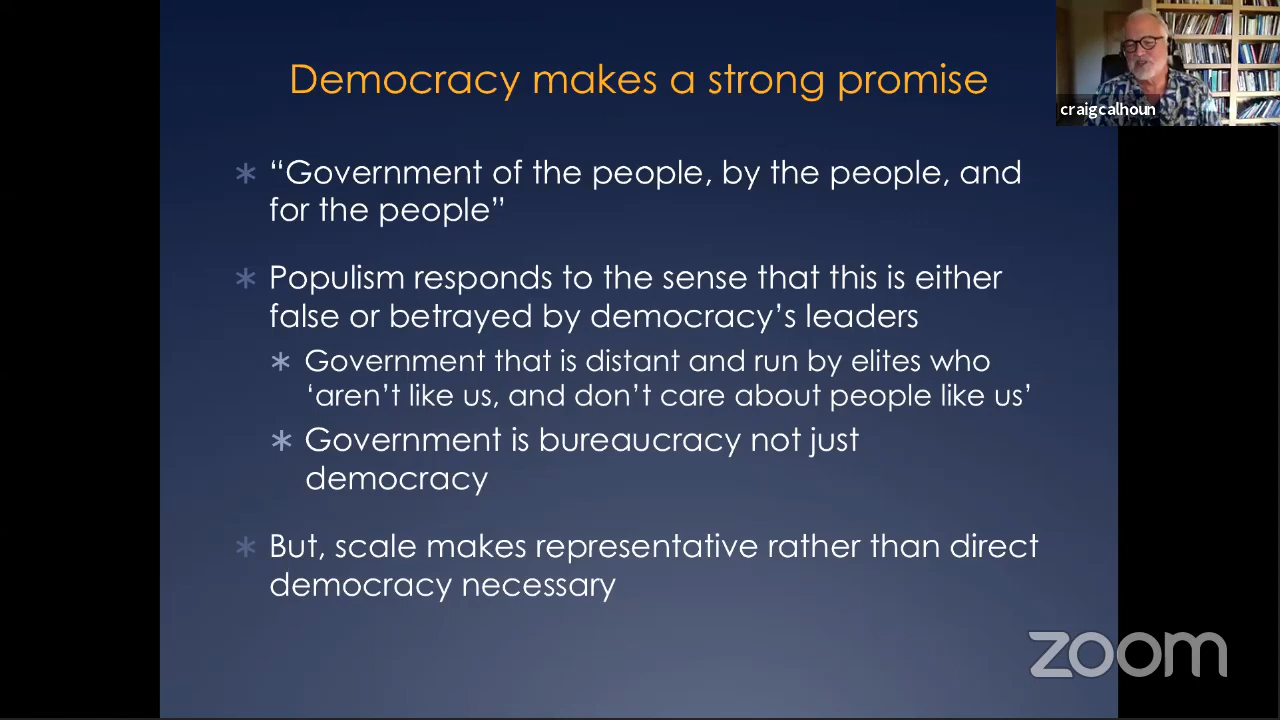 Democracy makes a strong promise
craigcalhoun
* “Government of the people, by the people, and
for the people”
* Populism responds to the sense that this is either
false or betrayed by democracy’s leaders
* Government that is distant and run by elites who
‘aren’t like us, and don’t care about people like us’
* Government is bureaucracy not just
democracy
* But, scale makes representative rather than direct
democracy necessary
zoom